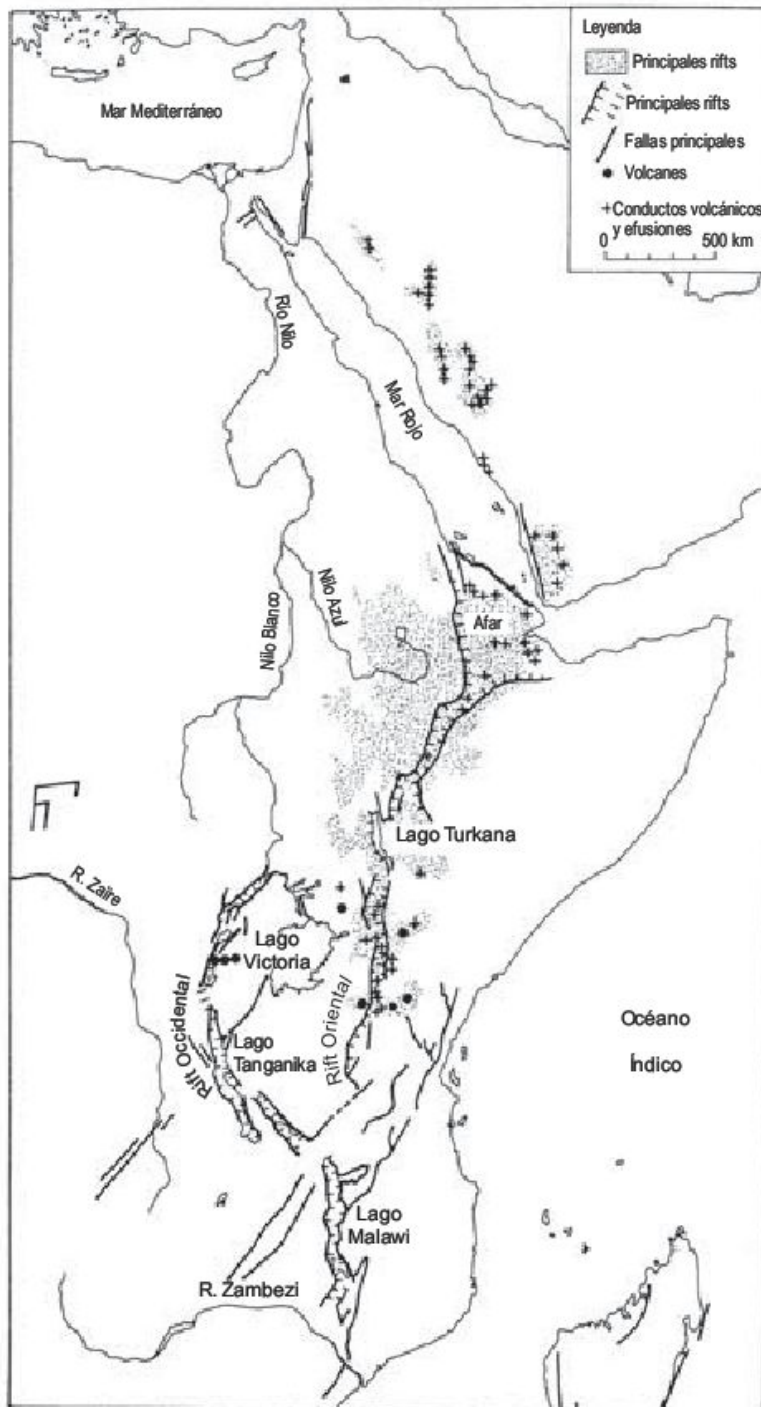 Leyenda
Principales rifts
Principales rifts
Fallas principales
Volcanes
Conductos volcánicos
y efusiones
0 500 km
Mar Mediterráneo
Río Nilo
Mar Rojo
Nilo Azul
Nilo Blanco
Afar
Lago Turkana
R. Zaïre
Lago
Victoria
Rift Occidental
Rift Oriental
Lago
Tanganika
Océano
Índico
Lago
Malawi
R. Zambezi